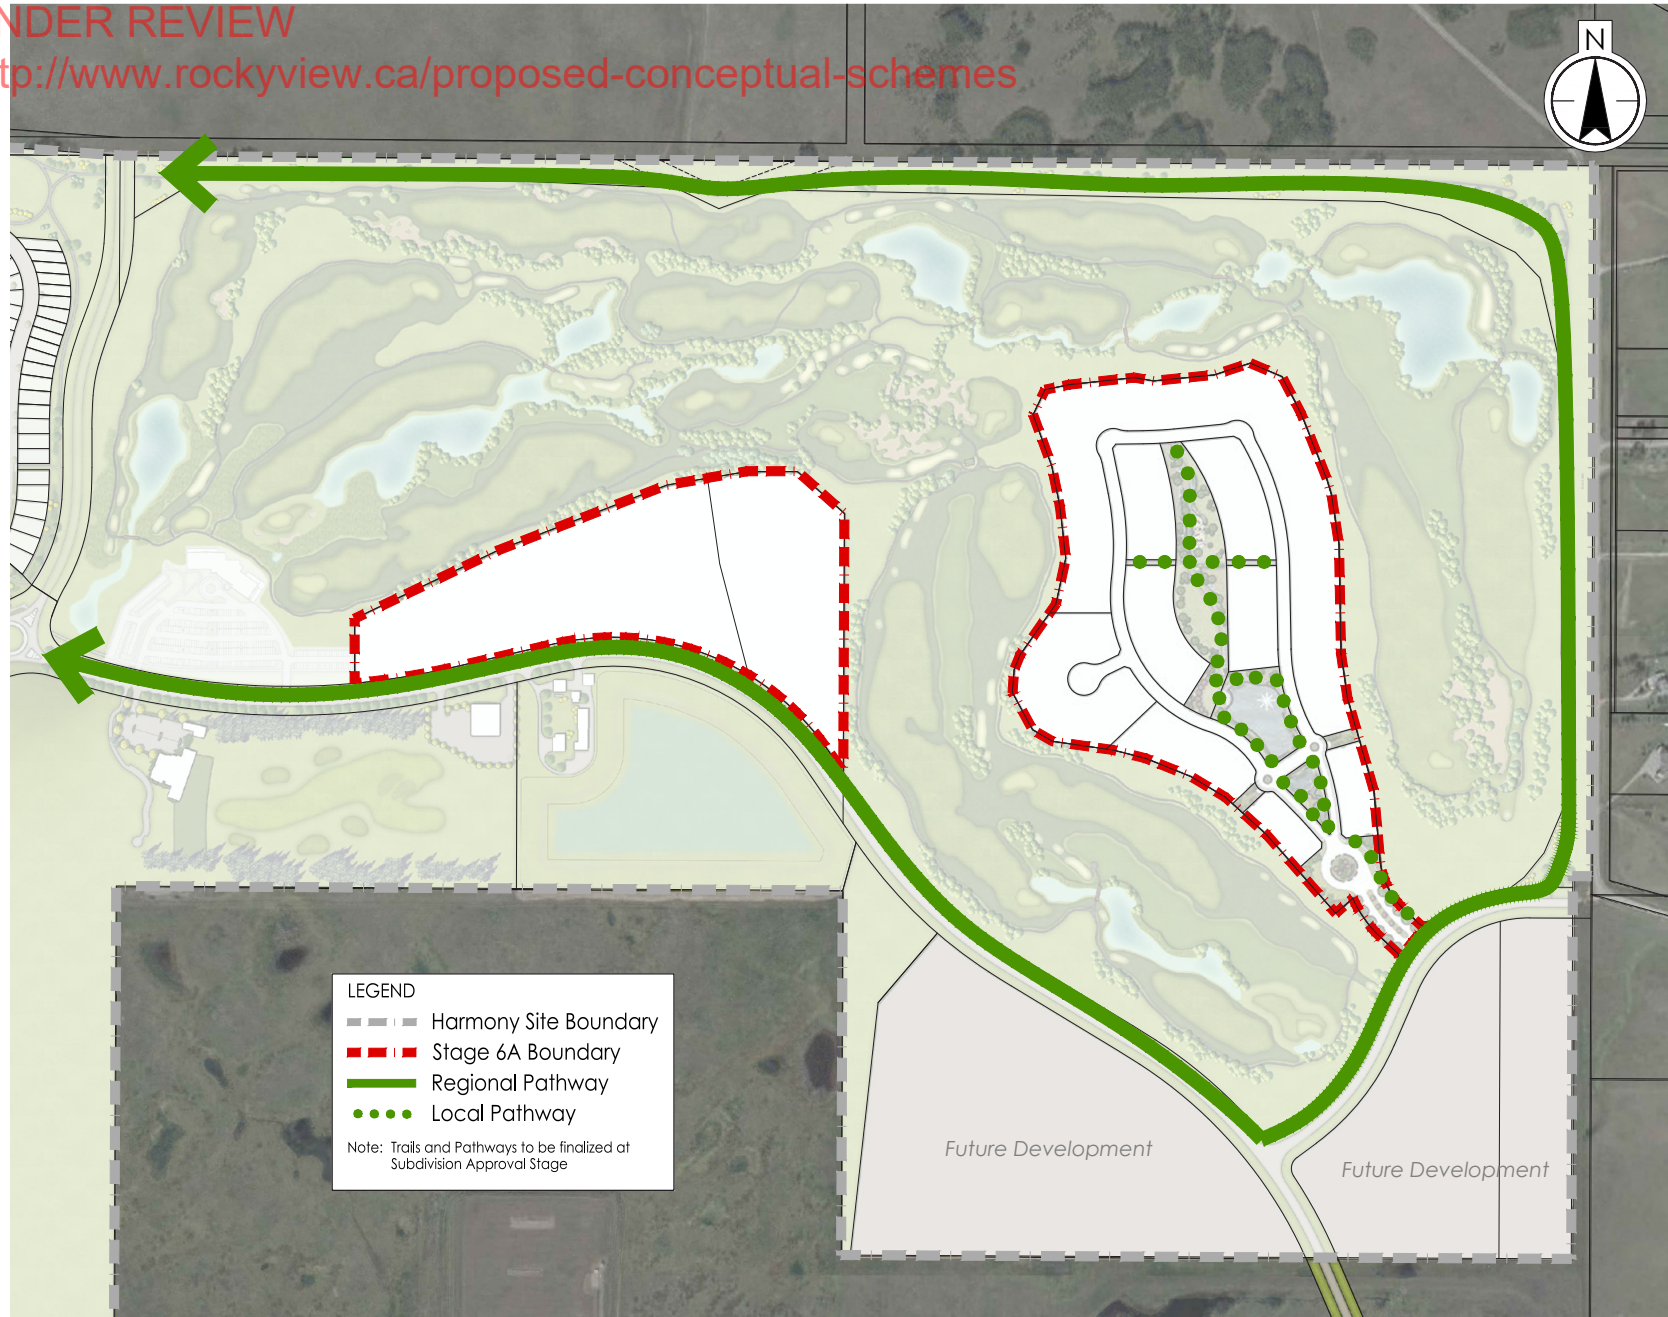 NDER REVIEW
tp://www.rockyview.ca/proposed-conceptual-schemes
N
LEGEND
Harmony Site Boundary
Stage 6A Boundary
Regional Pathway
Local Pathway
Note: Trails and Pathways to be finalized at
Subdivision Approval Stage
Future Development
Future Development